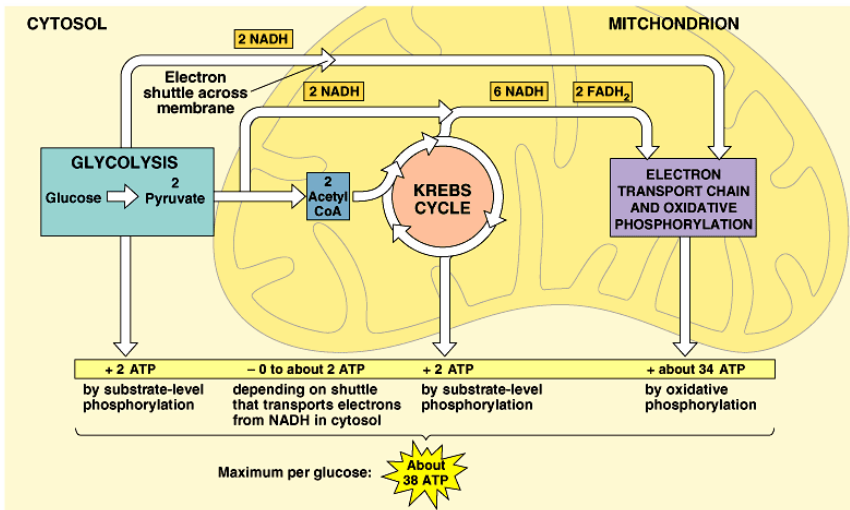 CYTOSOL
MITCHONDRION
2 NADH
Electron
shuttle across
membrane
2 NADH
6 NADH
2 FADH₂
GLYCOLYSIS
Glucose
2
Pyruvate
2
Acetyl
CoA
KREBS
CYCLE
ELECTRON
TRANSPORT CHAIN
AND OXIDATIVE
PHOSPHORYLATION
+ 2 ATP
by substrate-level
phosphorylation
– 0 to about 2 ATP
depending on shuttle
that transports electrons
from NADH in cytosol
+ 2 ATP
by substrate-level
phosphorylation
+ about 34 ATP
by oxidative
phosphorylation
Maximum per glucose:
About
38 ATP